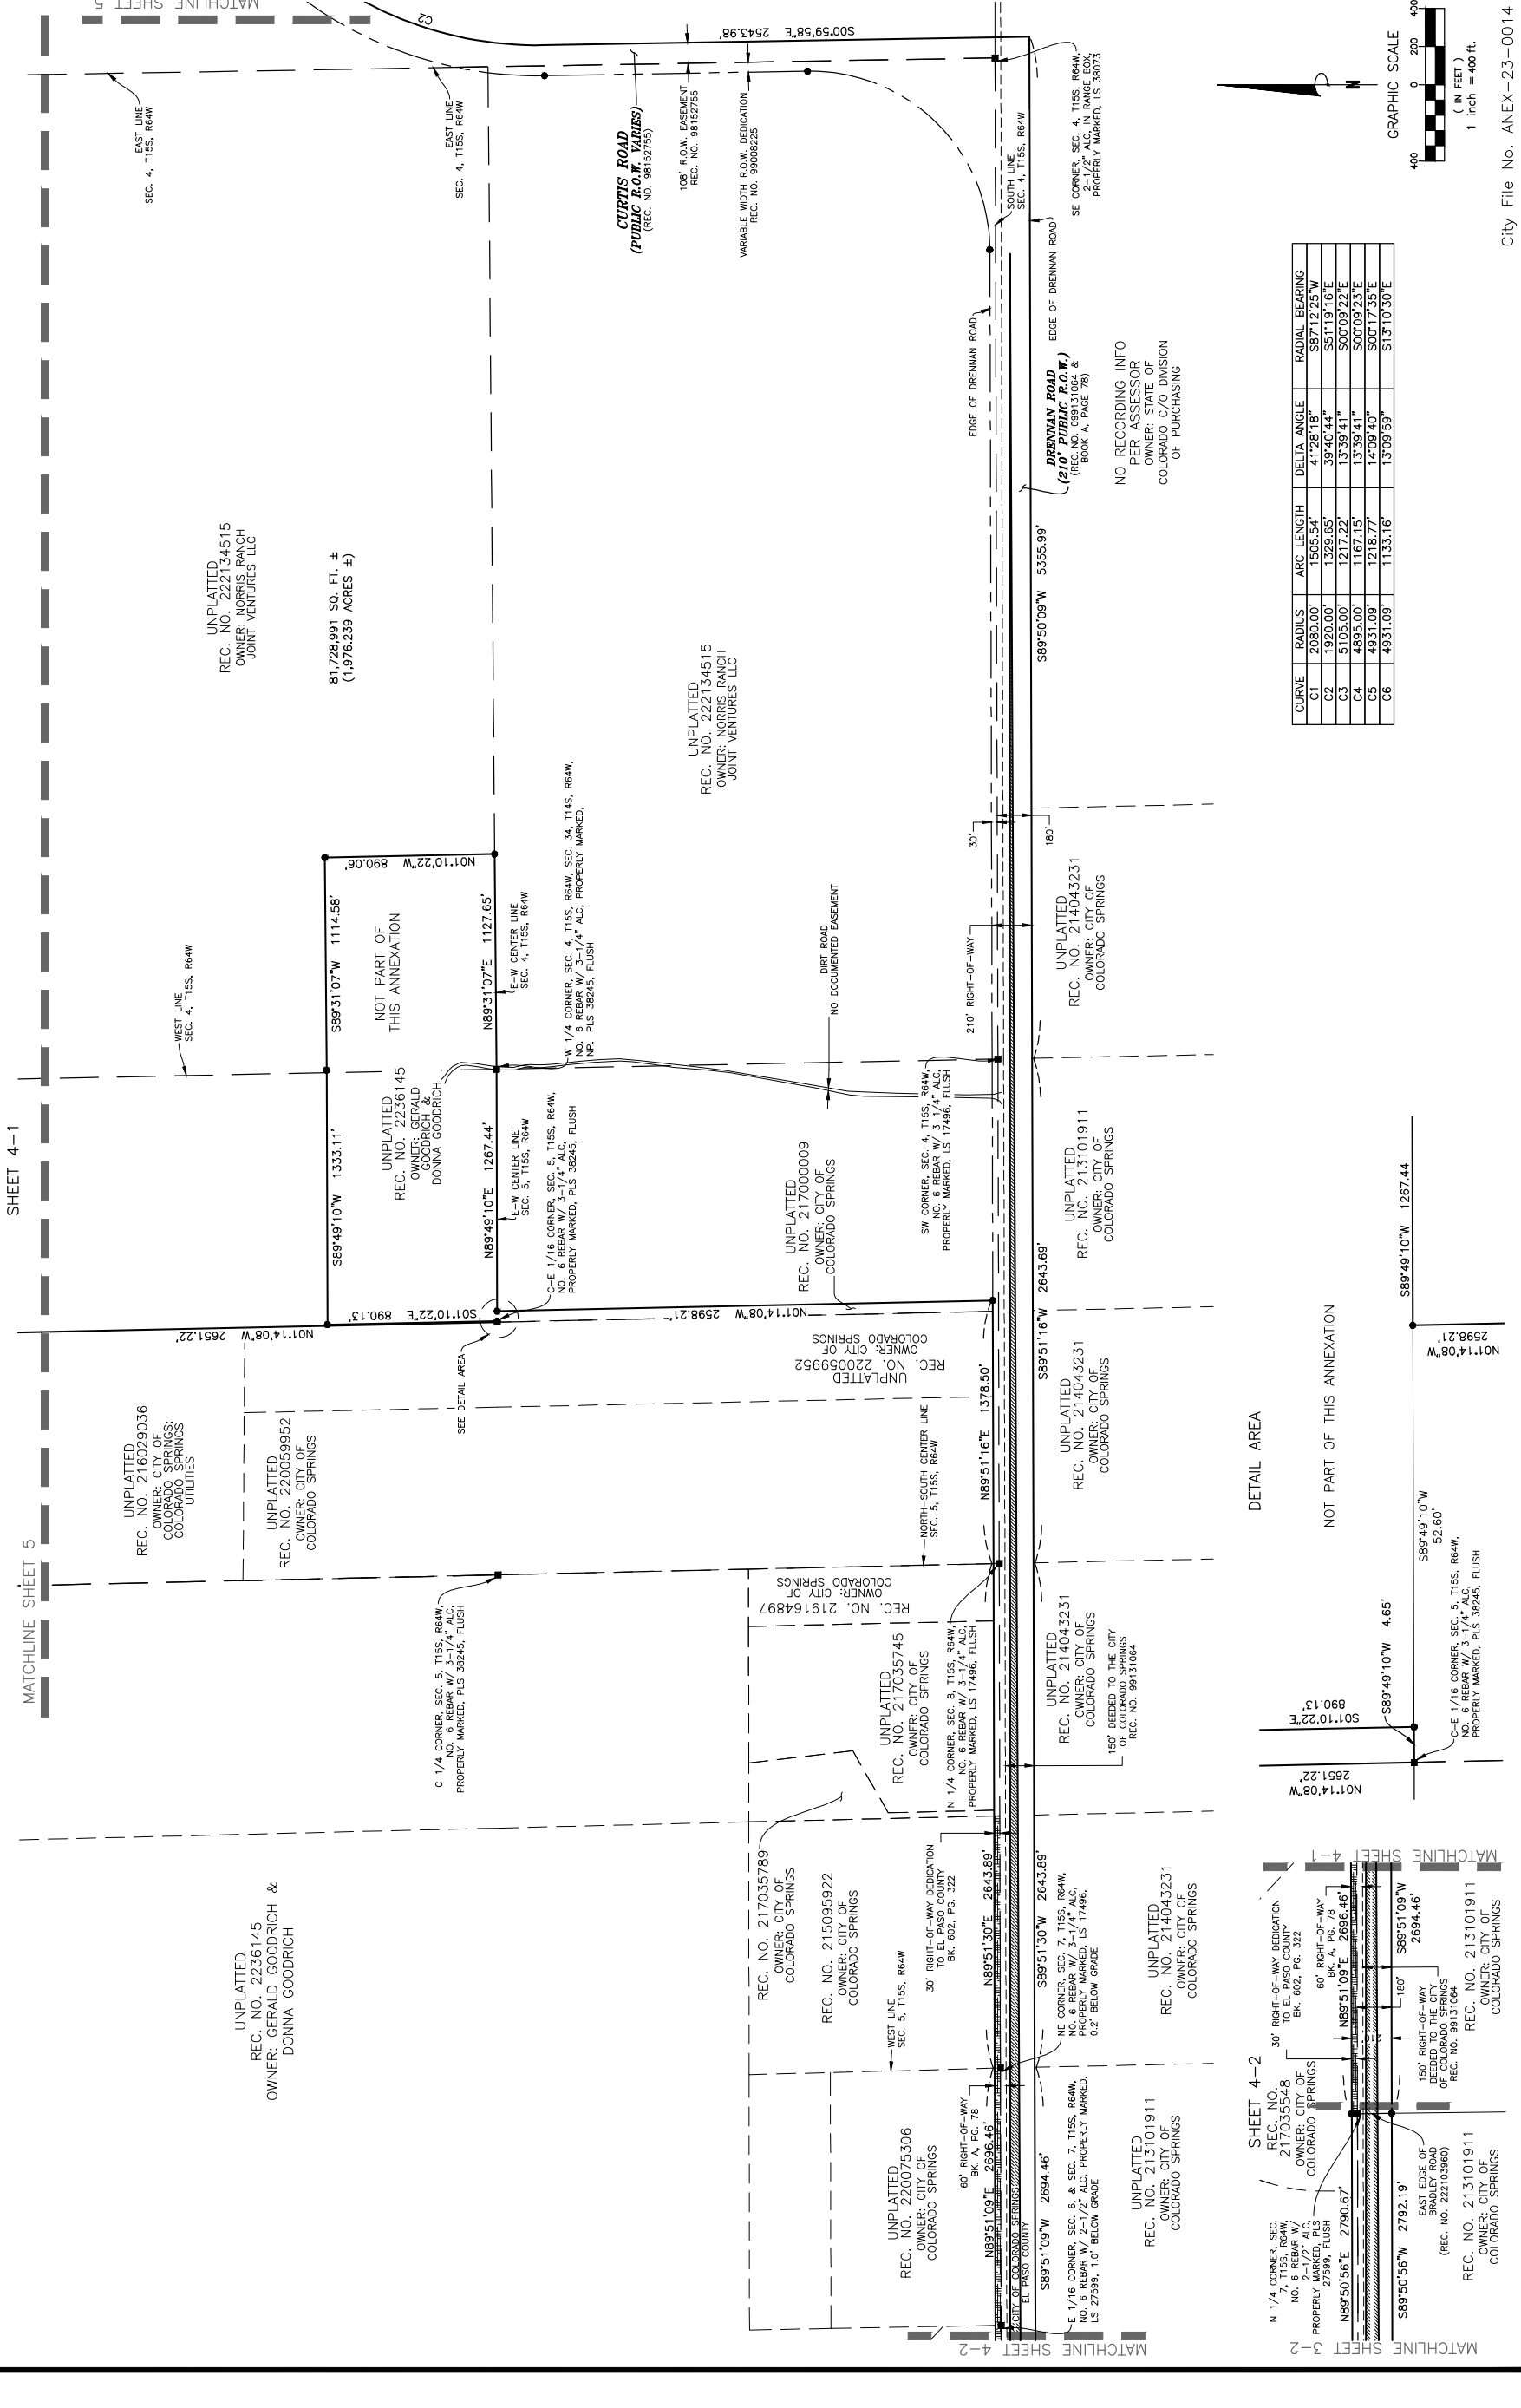 SHEET 4-1
MATCHLINE SHEET 5
MATCHLINE SHEET 5
UNPLATTED
REC. NO. 2236145
OWNER: GERALD GOODRICH &
DONNA GOODRICH
UNPLATTED
REC. NO. 216029036
OWNER: CITY OF
COLORADO SPRINGS;
COLORADO SPRINGS
UTILITIES
UNPLATTED
REC. NO. 220059952
OWNER: CITY OF
COLORADO SPRINGS
N01°14'08"W 2651.22'
WEST LINE
SEC. 4, T15S, R64W
S89°49'10"W 1333.11'
S89°31'07"W 1114.58'
S01°10'22"E 890.13'
N01°10'22"W 890.06'
UNPLATTED
REC. NO. 2236145
OWNER: GERALD
GOODRICH &
DONNA GOODRICH
NOT PART OF
THIS ANNEXATION
N89°49'10"E 1267.44'
N89°31'07"E 1127.65'
E-W CENTER LINE
SEC. 5, T15S, R64W
E-W CENTER LINE
SEC. 4, T15S, R64W
SEE DETAIL AREA
C-E 1/16 CORNER, SEC. 5, T15S, R64W,
NO. 6 REBAR W/ 3-1/4" ALC,
PROPERLY MARKED, PLS 38245, FLUSH
W 1/4 CORNER, SEC. 4, T15S, R64W, SEC. 34, T14S, R64W,
NO. 6 REBAR W/ 3-1/4" ALC, PROPERLY MARKED,
NP. PLS 38245, FLUSH
C 1/4 CORNER, SEC. 5, T15S, R64W,
NO. 6 REBAR W/ 3-1/4" ALC,
PROPERLY MARKED, PLS 38245, FLUSH
UNPLATTED
REC. NO. 222134515
OWNER: NORRIS RANCH
JOINT VENTURES LLC
81,728,991 SQ. FT. ±
(1,976.239 ACRES ±)
EAST LINE
SEC. 4, T15S, R64W
EAST LINE
SEC. 4, T15S, R64W
C2
CURTIS ROAD
(PUBLIC R.O.W. VARIES)
(REC. NO. 98152755)
108' R.O.W. EASEMENT
REC. NO. 98152755
VARIABLE WIDTH R.O.W. DEDICATION
REC. NO. 99008225
S00°59'58"E 2543.98'
UNPLATTED
REC. NO. 222134515
OWNER: NORRIS RANCH
JOINT VENTURES LLC
REC. NO. 217035789
OWNER: CITY OF
COLORADO SPRINGS
REC. NO. 215095922
OWNER: CITY OF
COLORADO SPRINGS
REC. NO. 219164897
OWNER: CITY OF
COLORADO SPRINGS
UNPLATTED
REC. NO. 217035745
OWNER: CITY OF
COLORADO SPRINGS
UNPLATTED
REC. NO. 220059952
OWNER: CITY OF
COLORADO SPRINGS
N01°14'08"W 2598.21'
UNPLATTED
REC. NO. 217000009
OWNER: CITY OF
COLORADO SPRINGS
DIRT ROAD
NO DOCUMENTED EASEMENT
WEST LINE
SEC. 5, T15S, R64W
NORTH-SOUTH CENTER LINE
SEC. 5, T15S, R64W
UNPLATTED
REC. NO. 220075306
OWNER: CITY OF
COLORADO SPRINGS
60' RIGHT-OF-WAY
BK. A, PG. 78
30' RIGHT-OF-WAY DEDICATION
TO EL PASO COUNTY
BK. 602, PG. 322
N 1/4 CORNER, SEC. 8, T15S, R64W,
NO. 6 REBAR W/ 3-1/4" ALC,
PROPERLY MARKED, LS 17496, FLUSH
SW CORNER, SEC. 4, T15S, R64W,
NO. 6 REBAR W/ 3-1/4" ALC,
PROPERLY MARKED, LS 17496, FLUSH
210' RIGHT-OF-WAY
30'
180'
EDGE OF DRENNAN ROAD
SOUTH LINE
SEC. 4, T15S, R64W
N89°51'09"E 2696.46'
N89°51'30"E 2643.89'
N89°51'16"E 1378.50'
CITY OF COLORADO SPRINGS
EL PASO COUNTY
S89°51'09"W 2694.46'
S89°51'30"W 2643.89'
S89°51'16"W 2643.69'
S89°50'09"W 5355.99'
EDGE OF DRENNAN ROAD
DRENNAN ROAD
(210' PUBLIC R.O.W.)
(REC. NO. 099131064 &
BOOK A, PAGE 78)
SE CORNER, SEC. 4, T15S, R64W,
2-1/2" ALC, IN RANGE BOX,
PROPERLY MARKED, LS 38073
MATCHLINE SHEET 4-2
E 1/16 CORNER, SEC. 6, & SEC. 7, T15S, R64W,
NO. 6 REBAR W/ 2-1/2" ALC, PROPERLY MARKED,
LS 27599, 1.0' BELOW GRADE
NE CORNER, SEC. 7, T15S, R64W,
NO. 6 REBAR W/ 3-1/4" ALC,
PROPERLY MARKED, LS 17496,
0.2' BELOW GRADE
UNPLATTED
REC. NO. 213101911
OWNER: CITY OF
COLORADO SPRINGS
UNPLATTED
REC. NO. 214043231
OWNER: CITY OF
COLORADO SPRINGS
UNPLATTED
REC. NO. 214043231
OWNER: CITY OF
COLORADO SPRINGS
150' DEEDED TO THE CITY
OF COLORADO SPRINGS
REC. NO. 99131064
UNPLATTED
REC. NO. 214043231
OWNER: CITY OF
COLORADO SPRINGS
UNPLATTED
REC. NO. 213101911
OWNER: CITY OF
COLORADO SPRINGS
UNPLATTED
REC. NO. 214043231
OWNER: CITY OF
COLORADO SPRINGS
NO RECORDING INFO
PER ASSESSOR
OWNER: STATE OF
COLORADO C/O DIVISION
OF PURCHASING
SHEET 4-2
REC. NO.
217035548
OWNER: CITY OF
COLORADO SPRINGS
N 1/4 CORNER, SEC.
7, T15S, R64W,
NO. 6 REBAR W/
2-1/2" ALC,
PROPERLY MARKED, PLS
27599, FLUSH
30' RIGHT-OF-WAY DEDICATION
TO EL PASO COUNTY
BK. 602, PG. 322
60' RIGHT-OF-WAY
BK. A, PG. 78
N89°50'56"E 2790.67'
N89°51'09"E 2696.46'
180'
S89°50'56"W 2792.19'
S89°51'09"W
2694.46'
EAST EDGE OF
BRADLEY ROAD
(REC. NO. 222103960)
150' RIGHT-OF-WAY
DEEDED TO THE CITY
OF COLORADO SPRINGS
REC. NO. 99131064
REC. NO. 213101911
OWNER: CITY OF
COLORADO SPRINGS
REC. NO. 213101911
OWNER: CITY OF
COLORADO SPRINGS
MATCHLINE SHEET 3-2
MATCHLINE SHEET 4-1
DETAIL AREA
NOT PART OF THIS ANNEXATION
N01°14'08"W
2651.22'
S01°10'22"E
890.13'
S89°49'10"W 4.65'
S89°49'10"W
52.60'
S89°49'10"W 1267.44
N01°14'08"W
2598.21'
C-E 1/16 CORNER, SEC. 5, T15S, R64W,
NO. 6 REBAR W/ 3-1/4" ALC,
PROPERLY MARKED, PLS 38245, FLUSH
CURVE RADIUS ARC LENGTH DELTA ANGLE RADIAL BEARING
C1 2080.00' 1505.54' 41°28'18" S87°12'25"W
C2 1920.00' 1329.65' 39°40'44" S51°19'16"E
C3 5105.00' 1217.22' 13°39'41" S00°09'22"E
C4 4895.00' 1167.15' 13°39'41" S00°09'23"E
C5 4931.09' 1218.77' 14°09'40" S00°17'35"E
C6 4931.09' 1133.16' 13°09'59" S13°10'30"E
N
GRAPHIC SCALE
400 0 200 400
( IN FEET )
1 inch = 400 ft.
City File No. ANEX-23-0014